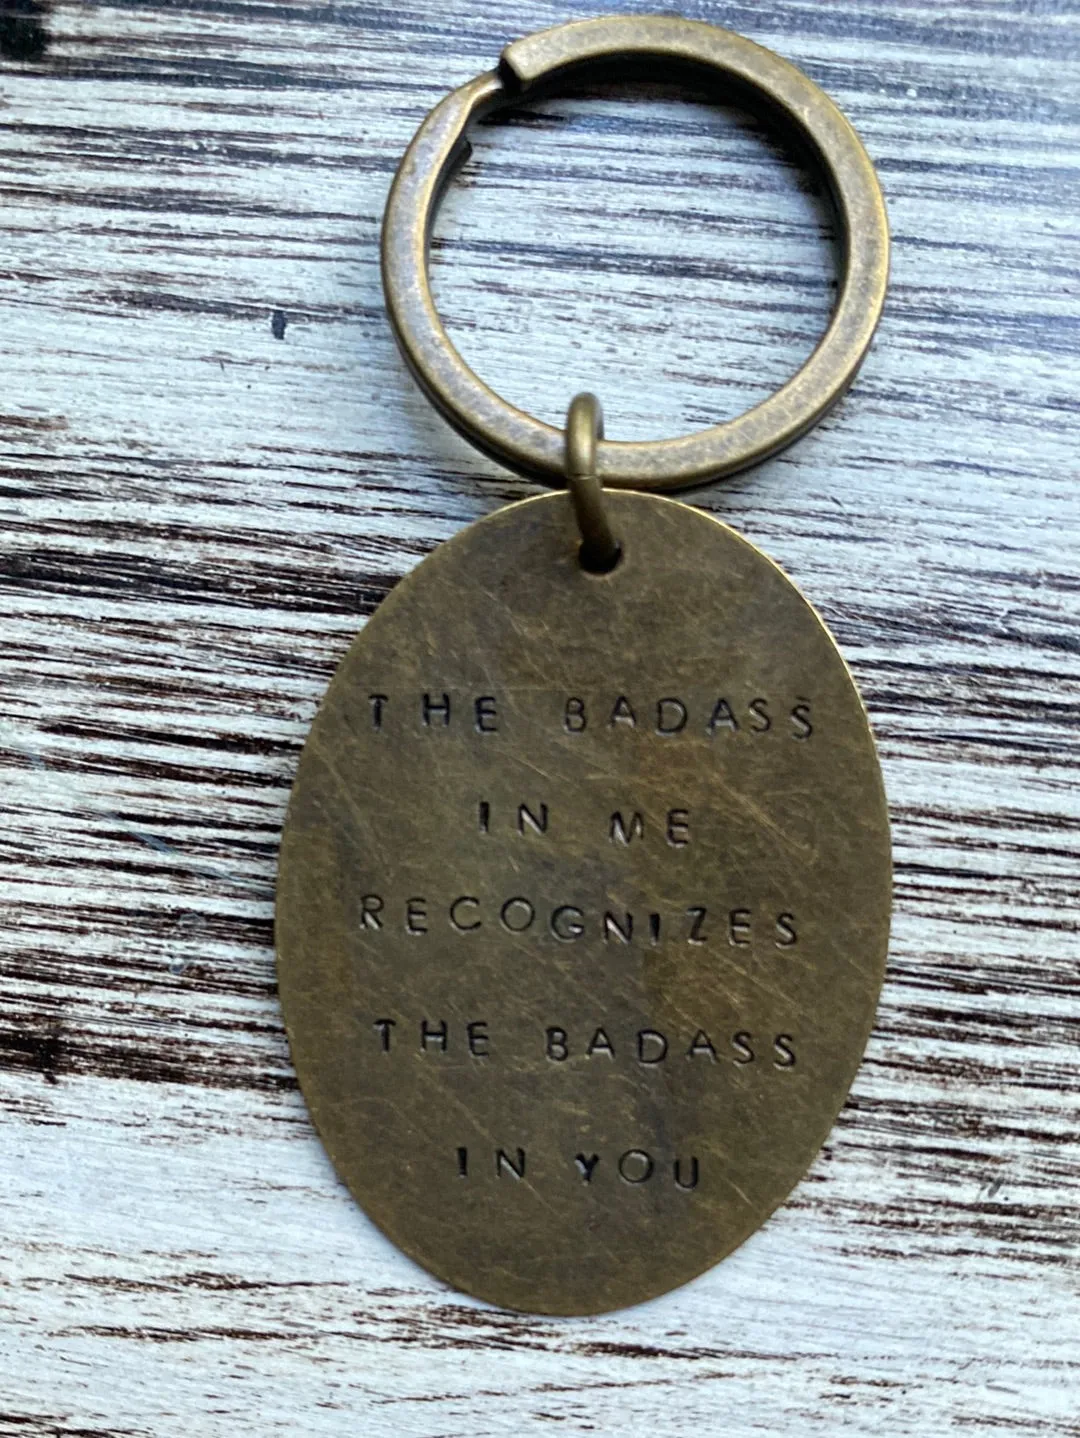 THE BADASS
IN ME
RECOGNIZES
THE BADASS
IN YOU